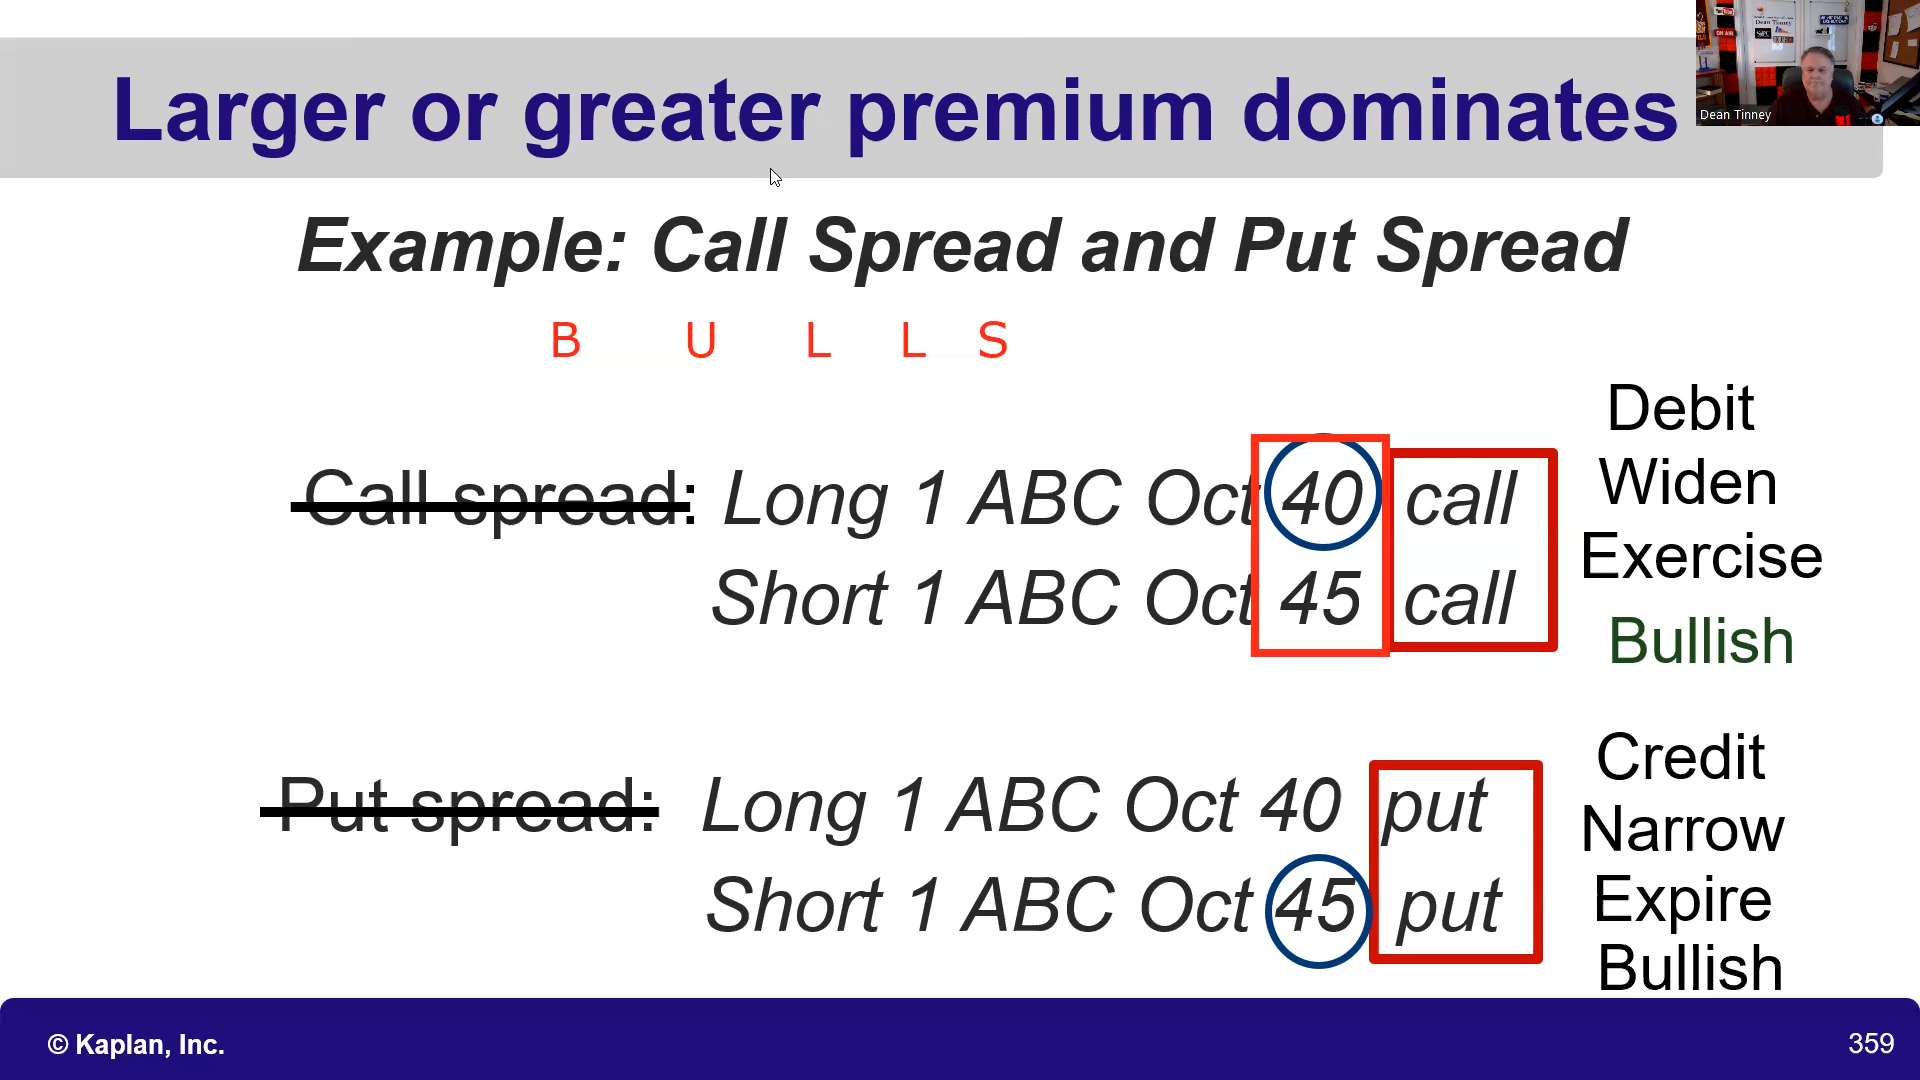 Larger or greater premium dominates
Dean Tinney
Example: Call Spread and Put Spread
B U L L S
Debit
Widen
Exercise
Bullish
Call spread: Long 1 ABC Oct 40 call
Short 1 ABC Oct 45 call
Put spread: Long 1 ABC Oct 40 put
Short 1 ABC Oct 45 put
Credit
Narrow
Expire
Bullish
© Kaplan, Inc.
359